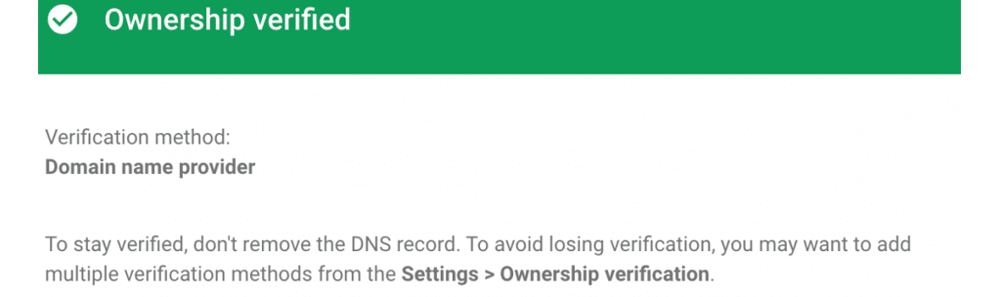 Ownership verified
Verification method:
Domain name provider
To stay verified, don't remove the DNS record. To avoid losing verification, you may want to add
multiple verification methods from the Settings > Ownership verification.